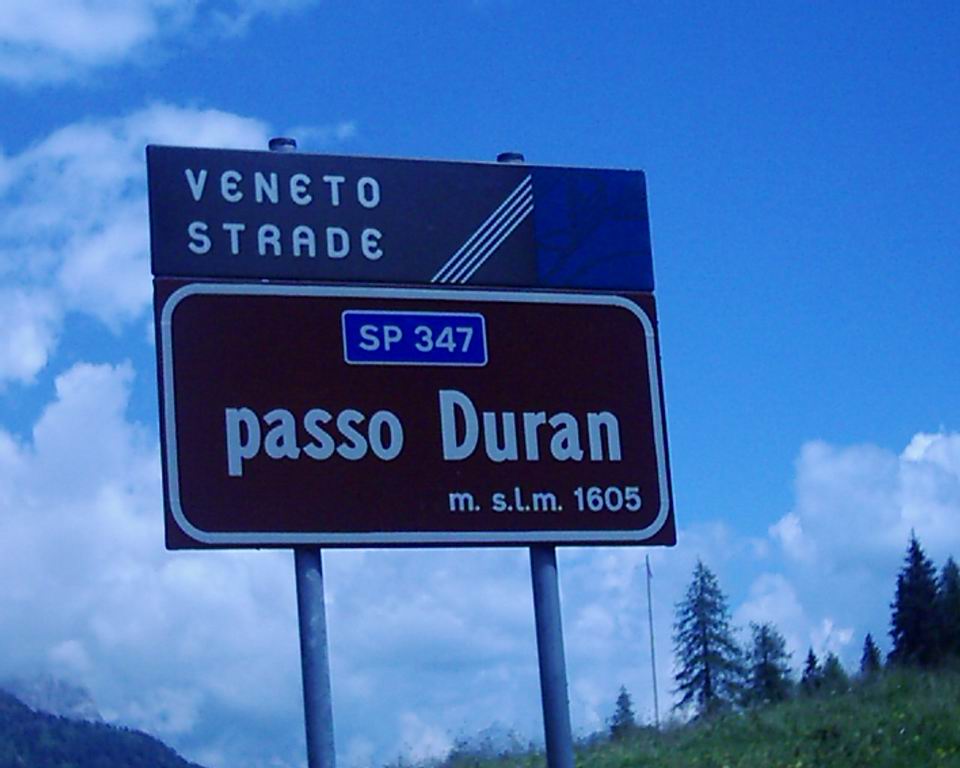 VENETO
STRADE
SP 347
passo Duran
m. s.l.m. 1605